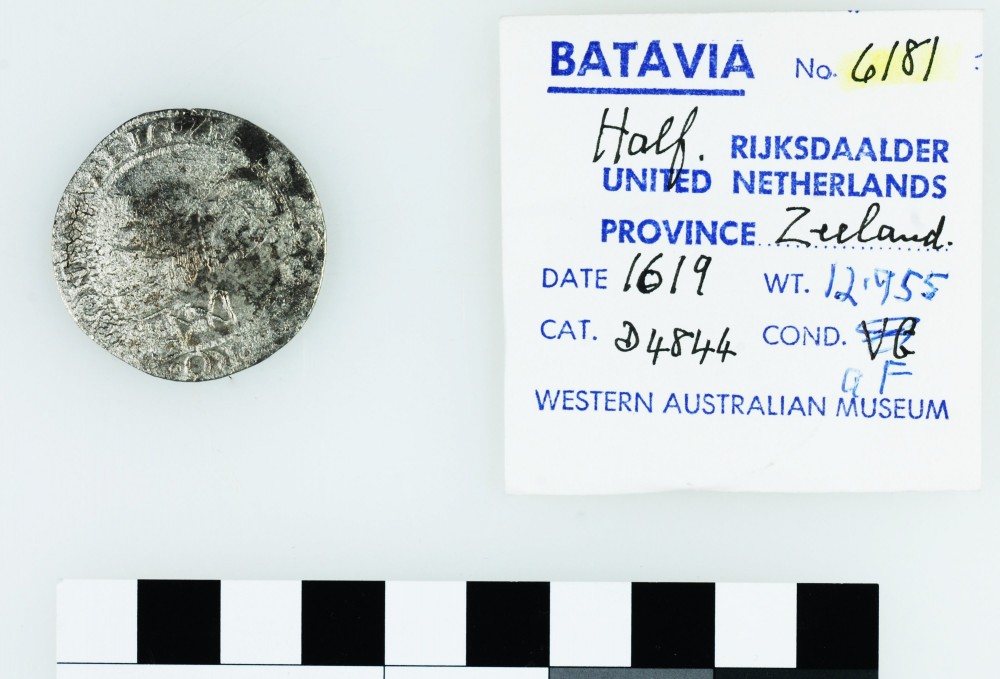 BATAVIA No. 6181
Half. RIJKSDAALDER
UNITED NETHERLANDS
PROVINCE Zeeland.
DATE 1619 WT. 12.955
CAT. D4844 COND. VG
aF
WESTERN AUSTRALIAN MUSEUM